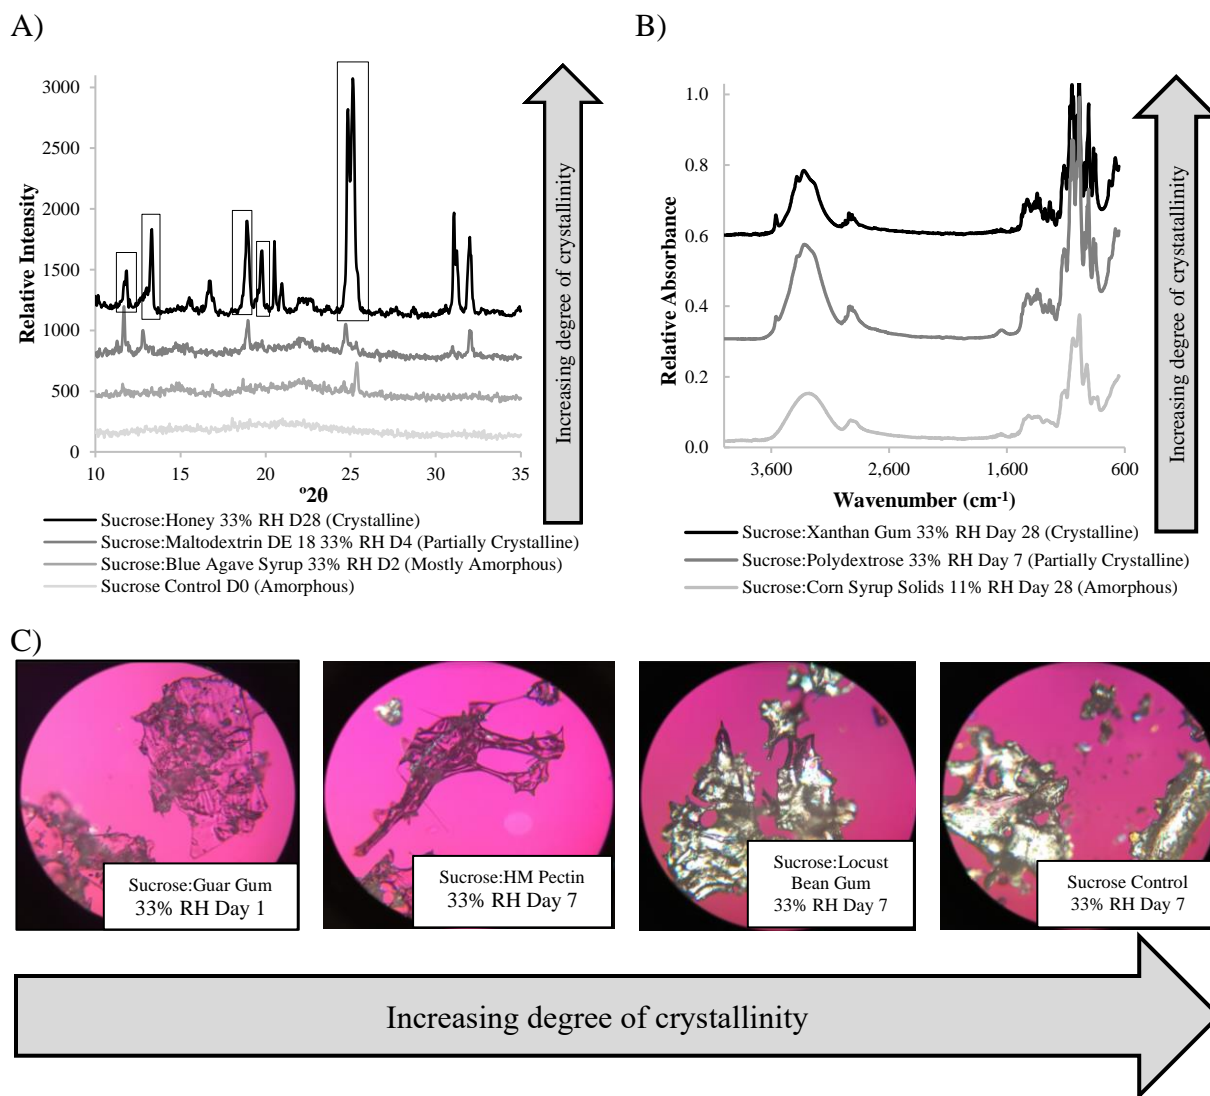 A)
3000
2500
2000
1500
1000
500
0
Relative Intensity
10 15 20 25 30 35
°2θ
Increasing degree of crystallinity
Sucrose:Honey 33% RH D28 (Crystalline)
Sucrose:Maltodextrin DE 18 33% RH D4 (Partially Crystalline)
Sucrose:Blue Agave Syrup 33% RH D2 (Mostly Amorphous)
Sucrose Control D0 (Amorphous)
B)
1.0
0.8
0.6
0.4
0.2
0.0
Relative Absorbance
3,600 2,600 1,600 600
Wavenumber (cm-1)
Increasing degree of crystatallinity
Sucrose:Xanthan Gum 33% RH Day 28 (Crystalline)
Sucrose:Polydextrose 33% RH Day 7 (Partially Crystalline)
Sucrose:Corn Syrup Solids 11% RH Day 28 (Amorphous)
C)
Sucrose:Guar Gum
33% RH Day 1
Sucrose:HM Pectin
33% RH Day 7
Sucrose:Locust
Bean Gum
33% RH Day 7
Sucrose Control
33% RH Day 7
Increasing degree of crystallinity